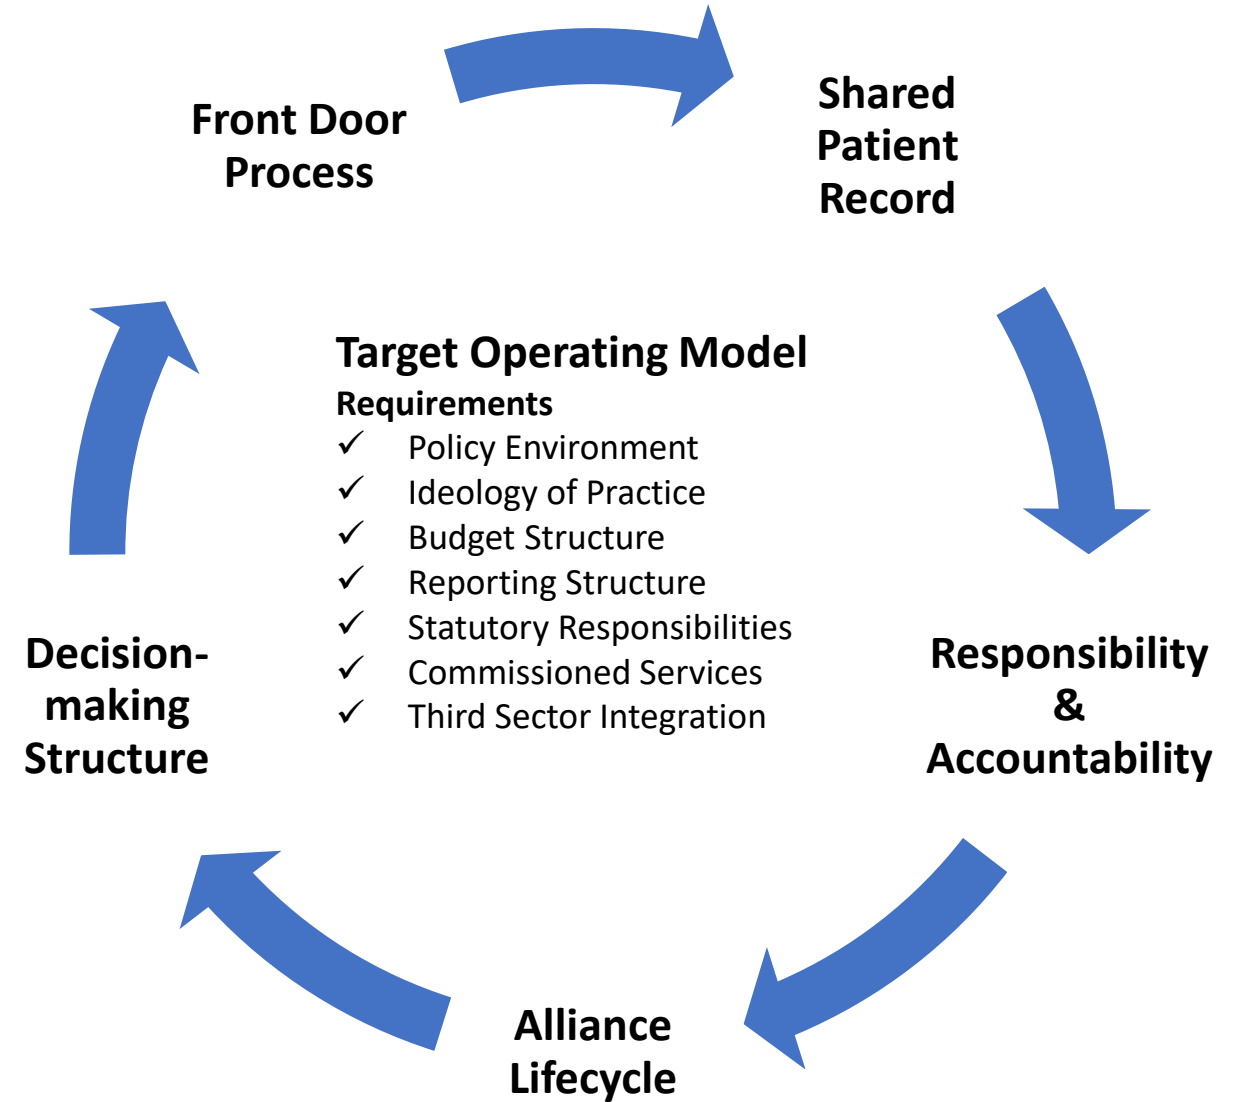 Front Door
Process
Shared
Patient
Record
Target Operating Model
Requirements
✓ Policy Environment
✓ Ideology of Practice
✓ Budget Structure
✓ Reporting Structure
✓ Statutory Responsibilities
✓ Commissioned Services
✓ Third Sector Integration
Responsibility
&
Accountability
Alliance
Lifecycle
Decision-
making
Structure